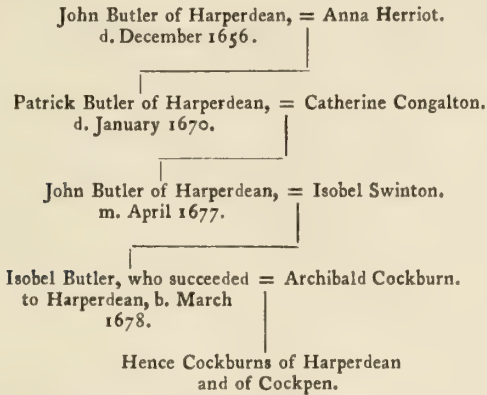 John Butler of Harperdean, = Anna Herriot.
d. December 1656.
Patrick Butler of Harperdean, = Catherine Congalton.
d. January 1670.
John Butler of Harperdean, = Isobel Swinton.
m. April 1677.
Isobel Butler, who succeeded = Archibald Cockburn.
to Harperdean, b. March
1678.
Hence Cockburns of Harperdean
and of Cockpen.